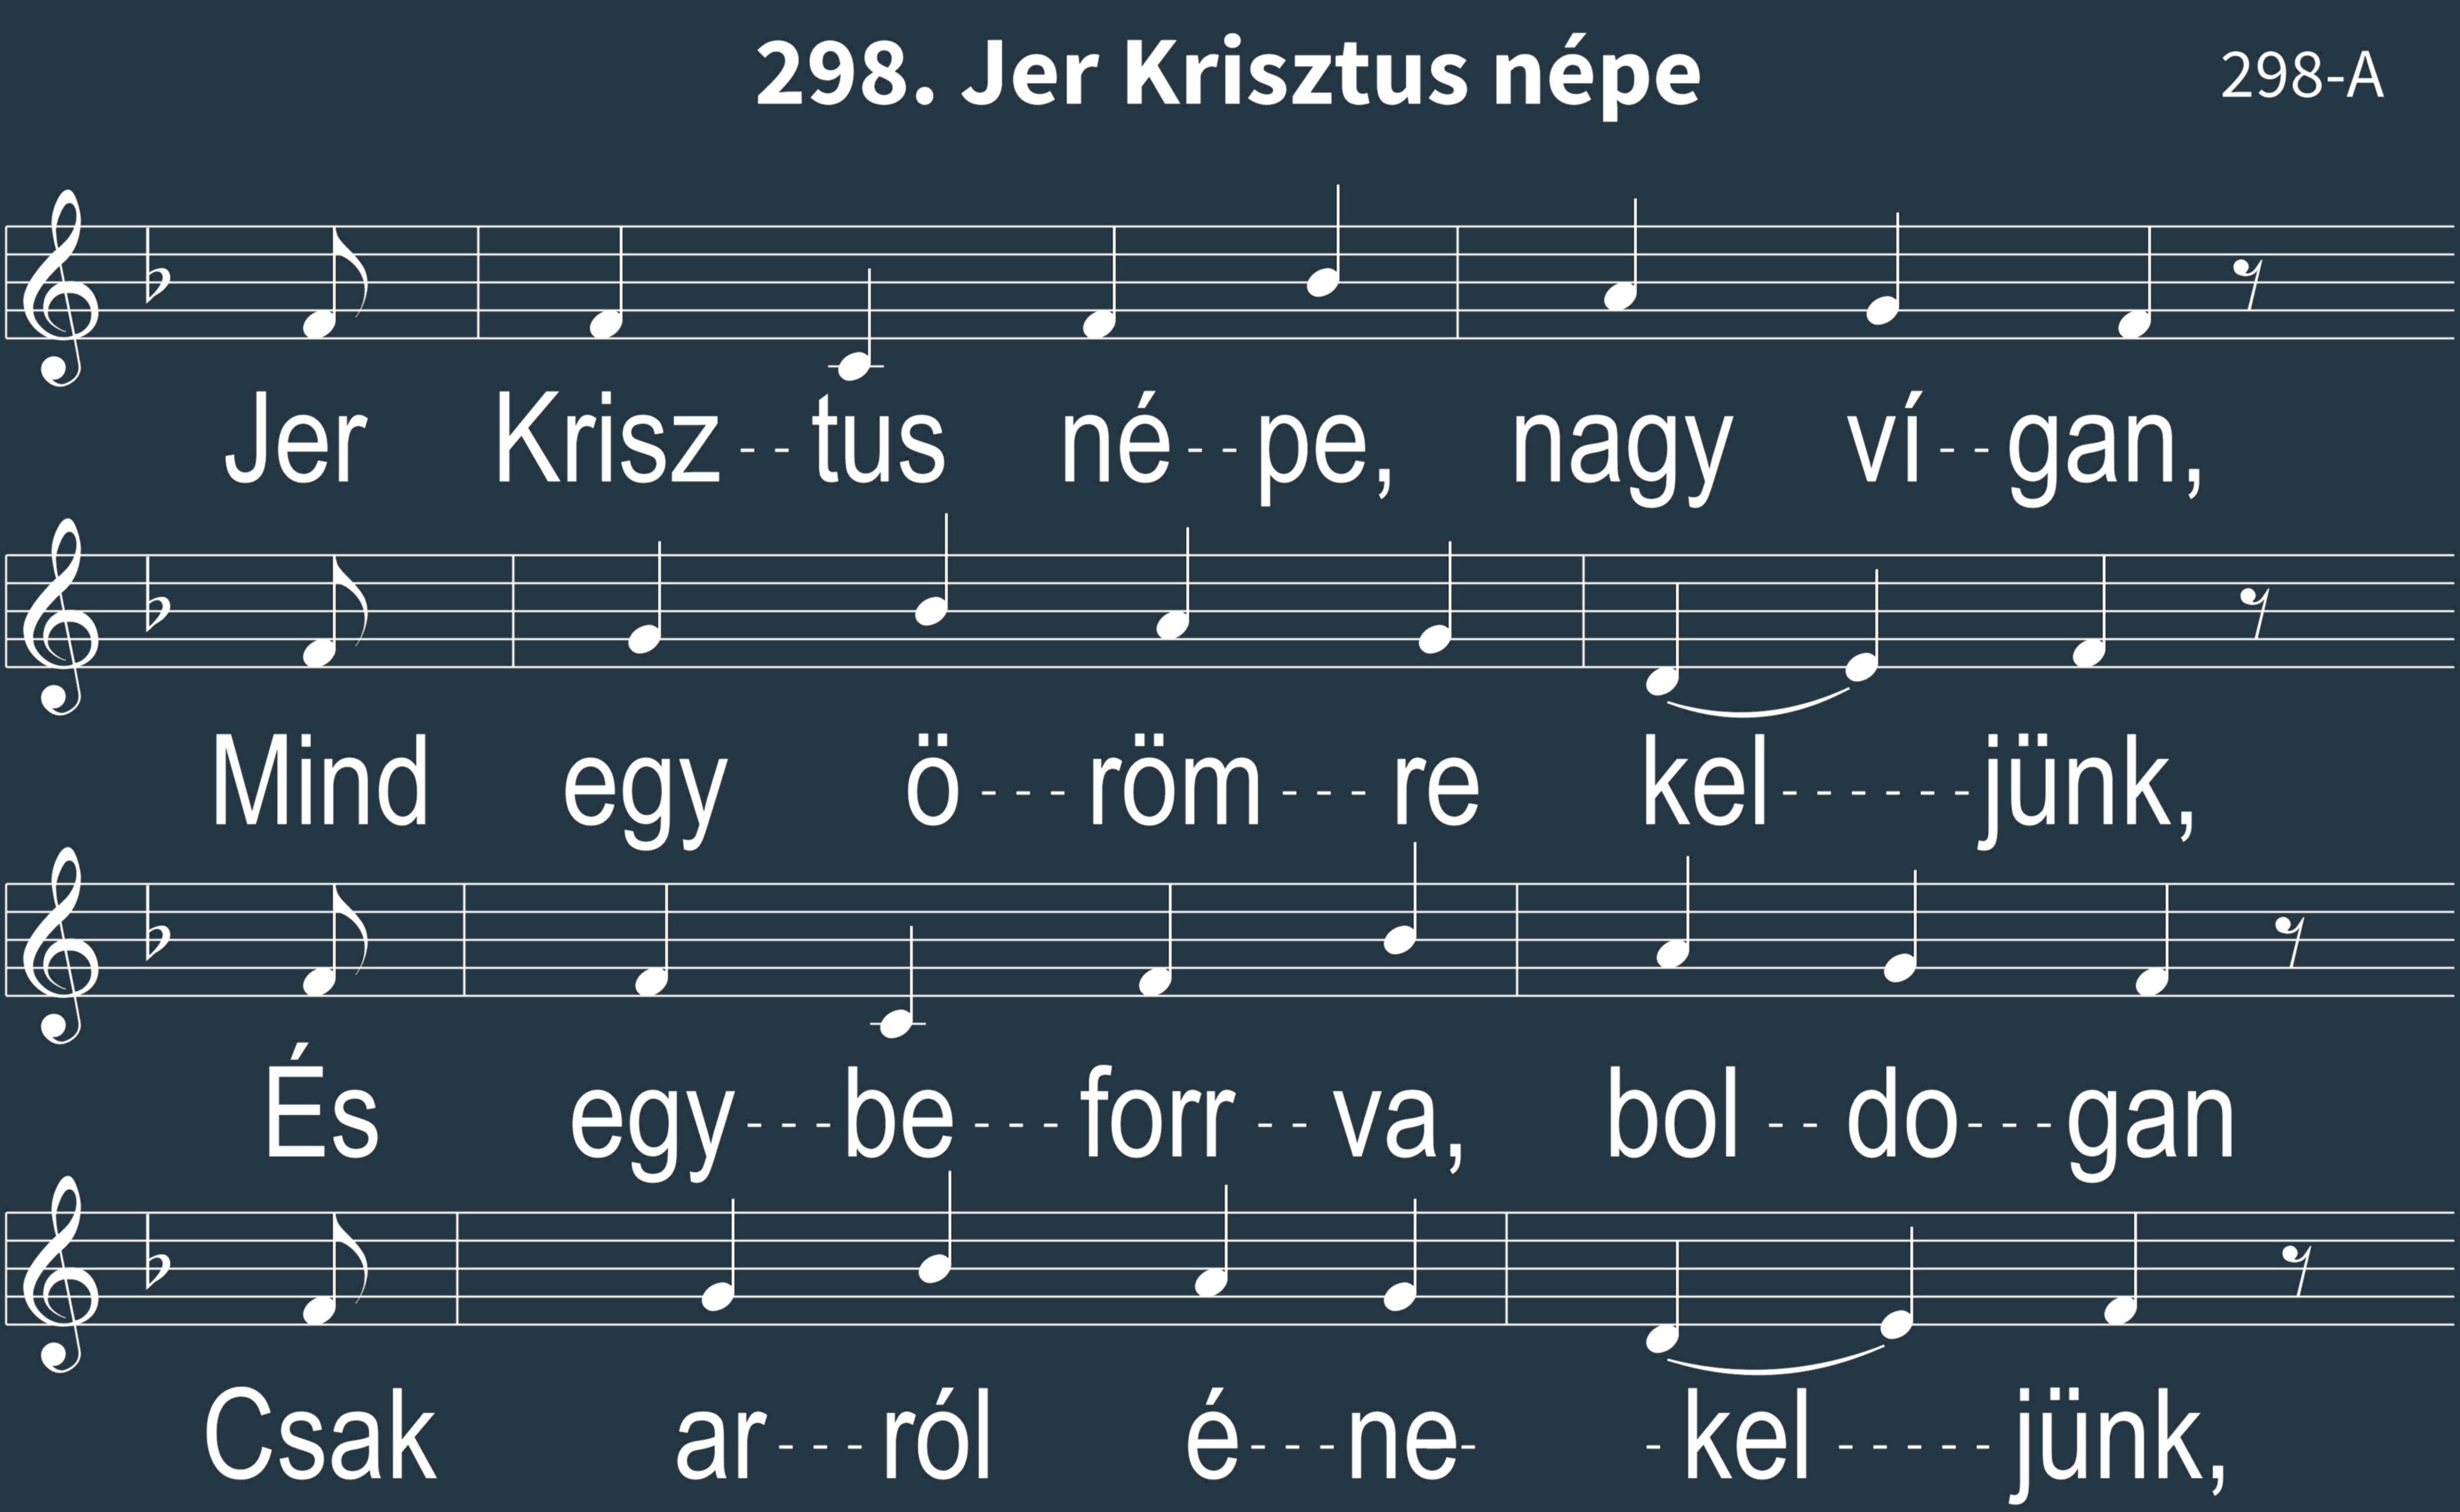 298. Jer Krisztus népe 298-A
Jer Krisz--tus né--pe, nagy ví--gan,
Mind egy ö---röm---re kel------jünk,
És egy---be---forr--va, bol--do---gan
Csak ar---ról é---ne- -kel-----jünk,